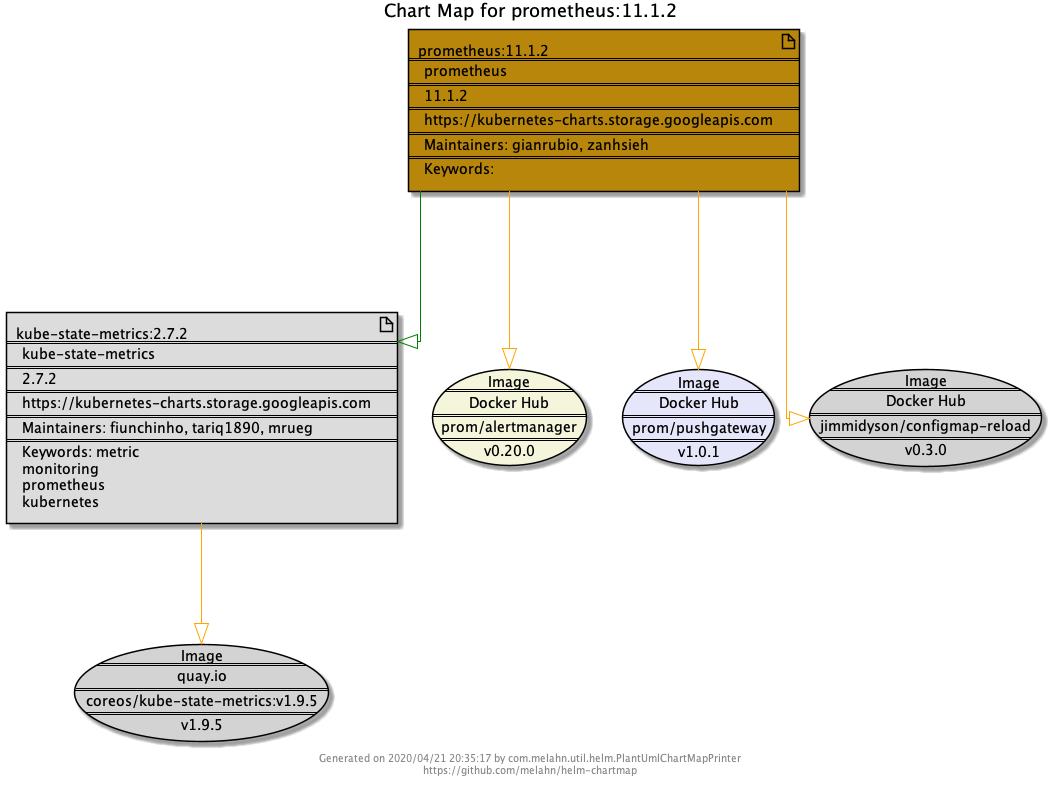 Chart Map for prometheus:11.1.2
prometheus:11.1.2
prometheus
11.1.2
https://kubernetes-charts.storage.googleapis.com
Maintainers: gianrubio, zanhsieh
Keywords:
kube-state-metrics:2.7.2
kube-state-metrics
2.7.2
https://kubernetes-charts.storage.googleapis.com
Maintainers: fiunchinho, tariq1890, mrueg
Keywords: metric
monitoring
prometheus
kubernetes
Image
Docker Hub
prom/alertmanager
v0.20.0
Image
Docker Hub
prom/pushgateway
v1.0.1
Image
Docker Hub
jimmidyson/configmap-reload
v0.3.0
Image
quay.io
coreos/kube-state-metrics:v1.9.5
v1.9.5
Generated on 2020/04/21 20:35:17 by com.melahn.util.helm.PlantUmlChartMapPrinter
https://github.com/melahn/helm-chartmap